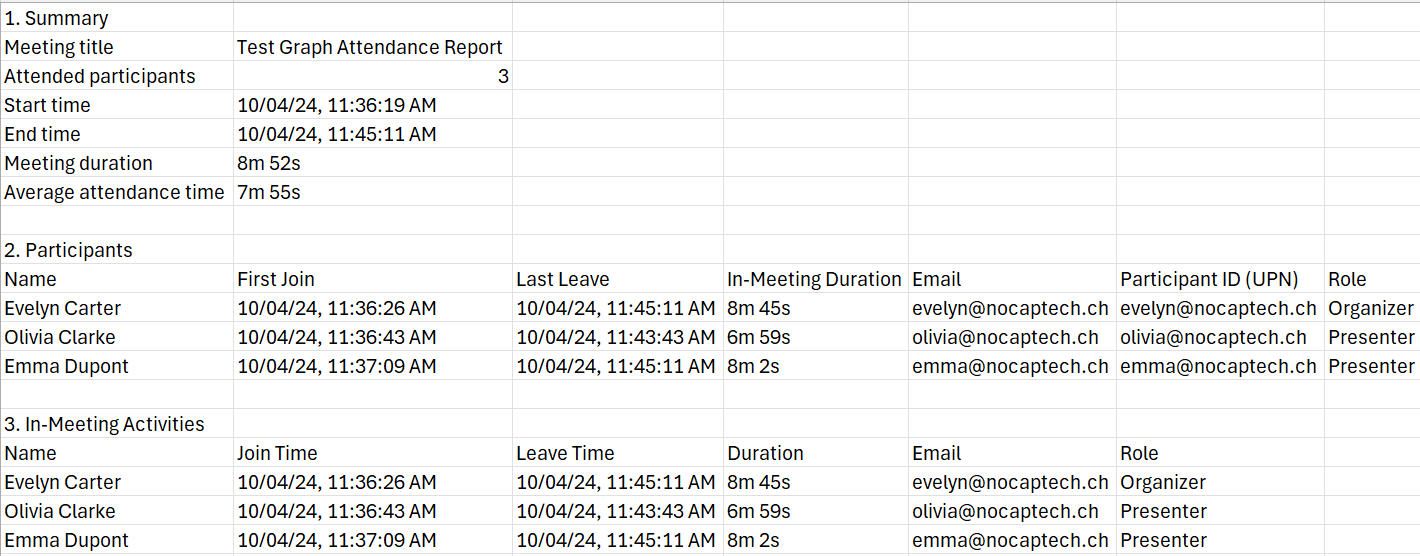 1. Summary
Meeting title Test Graph Attendance Report
Attended participants 3
Start time 10/04/24, 11:36:19 AM
End time 10/04/24, 11:45:11 AM
Meeting duration 8m 52s
Average attendance time 7m 55s
2. Participants
Name First Join Last Leave In-Meeting Duration Email Participant ID (UPN) Role
Evelyn Carter 10/04/24, 11:36:26 AM 10/04/24, 11:45:11 AM 8m 45s evelyn@nocaptech.ch evelyn@nocaptech.ch Organizer
Olivia Clarke 10/04/24, 11:36:43 AM 10/04/24, 11:43:43 AM 6m 59s olivia@nocaptech.ch olivia@nocaptech.ch Presenter
Emma Dupont 10/04/24, 11:37:09 AM 10/04/24, 11:45:11 AM 8m 2s emma@nocaptech.ch emma@nocaptech.ch Presenter
3. In-Meeting Activities
Name Join Time Leave Time Duration Email Role
Evelyn Carter 10/04/24, 11:36:26 AM 10/04/24, 11:45:11 AM 8m 45s evelyn@nocaptech.ch Organizer
Olivia Clarke 10/04/24, 11:36:43 AM 10/04/24, 11:43:43 AM 6m 59s olivia@nocaptech.ch Presenter
Emma Dupont 10/04/24, 11:37:09 AM 10/04/24, 11:45:11 AM 8m 2s emma@nocaptech.ch Presenter